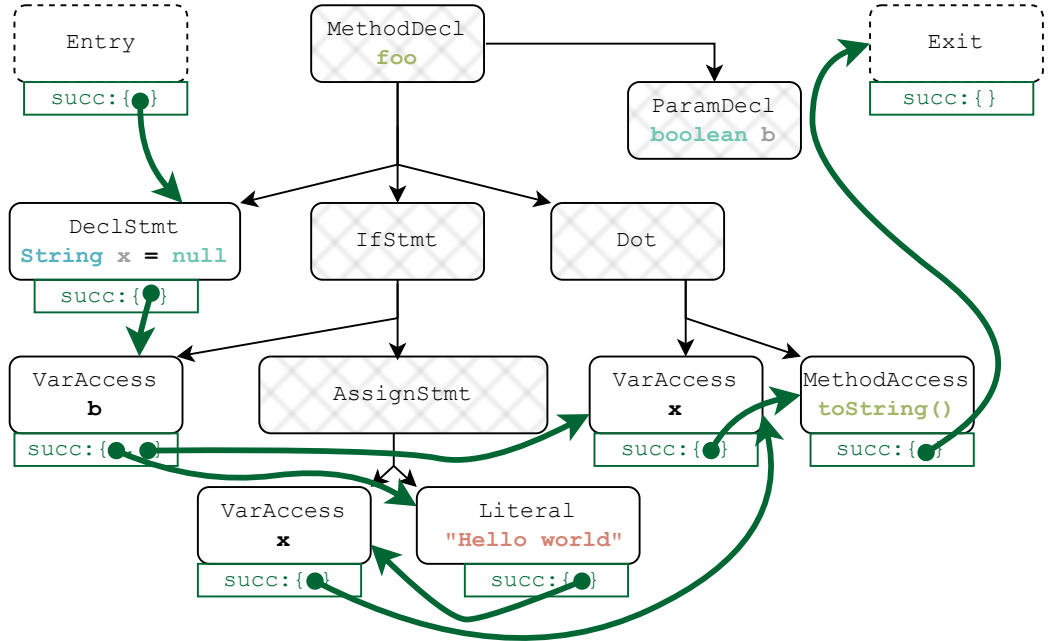 Entry
succ:{ }
MethodDecl
foo
ParamDecl
boolean b
Exit
succ:{}
DeclStmt
String x = null
succ:{ }
IfStmt
Dot
VarAccess
b
succ:{ , }
AssignStmt
VarAccess
x
succ:{ }
MethodAccess
toString()
succ:{ }
VarAccess
x
succ:{ }
Literal
"Hello world"
succ:{ }